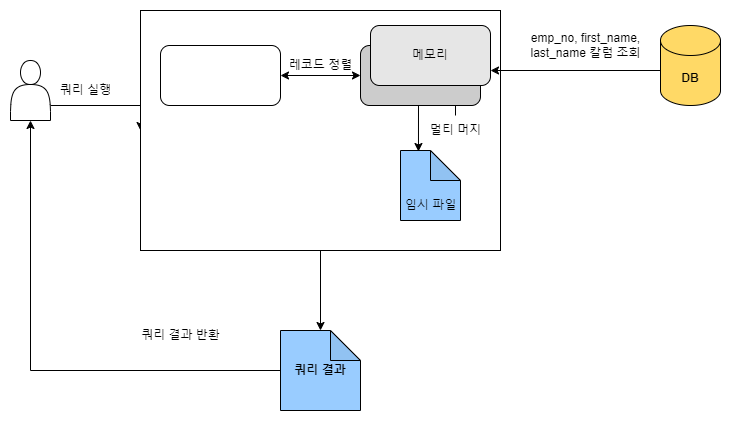 emp_no, first_name,
last_name 칼럼 조회
메모리
레코드 정렬
DB
쿼리 실행
멀티 머지
임시 파일
쿼리 결과 반환
쿼리 결과